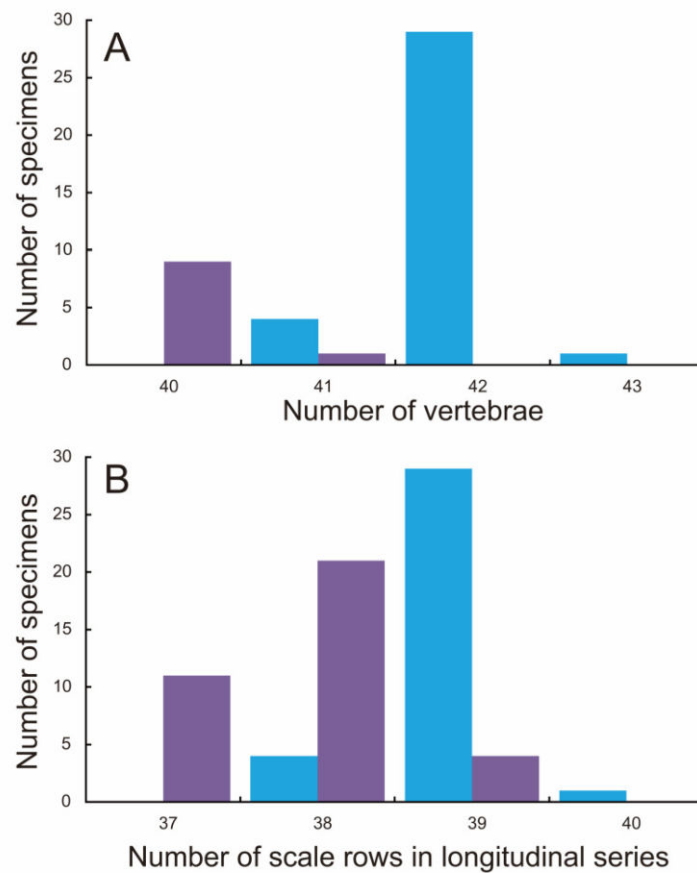 A
Number of specimens
30
25
20
15
10
5
0
40 41 42 43
Number of vertebrae
B
Number of specimens
30
25
20
15
10
5
0
37 38 39 40
Number of scale rows in longitudinal series